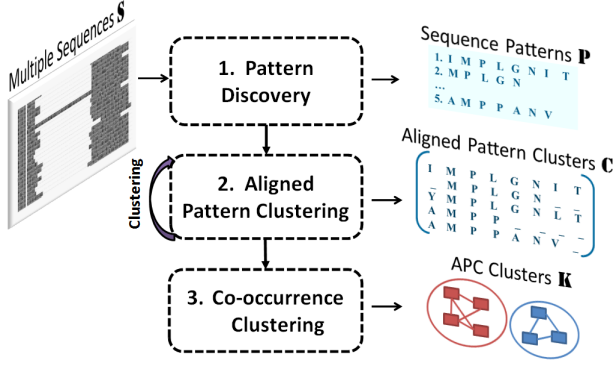 Multiple Sequences S
1. Pattern
Discovery
Sequence Patterns P
1. I M P L G N I T
2. M P L G N
...
5. A M P P A N V
Clustering
2. Aligned
Pattern Clustering
Aligned Pattern Clusters C
I M P L G N I T
_ M P L G N _ _
Y M P L G N L T
A M P P _ _ _ _
A M P P A N V _
3. Co-occurrence
Clustering
APC Clusters K